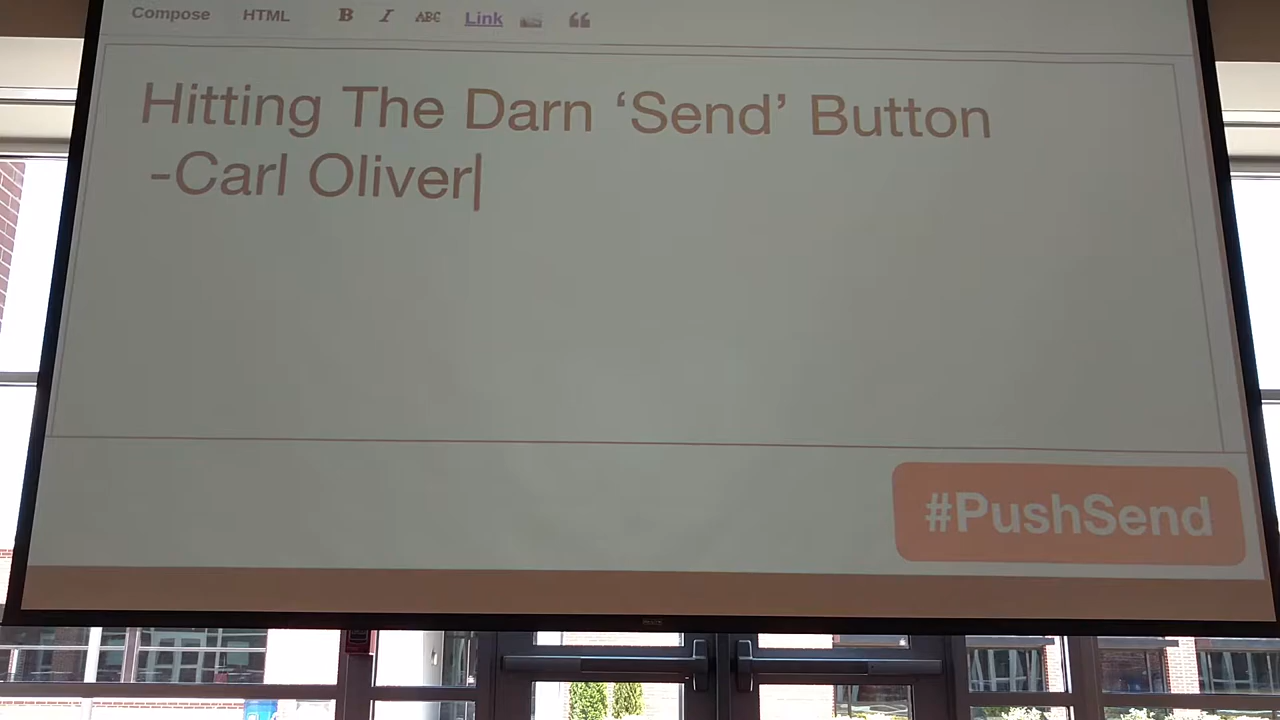 Compose HTML B I ABC Link “
Hitting The Darn ‘Send’ Button
-Carl Oliver
#PushSend